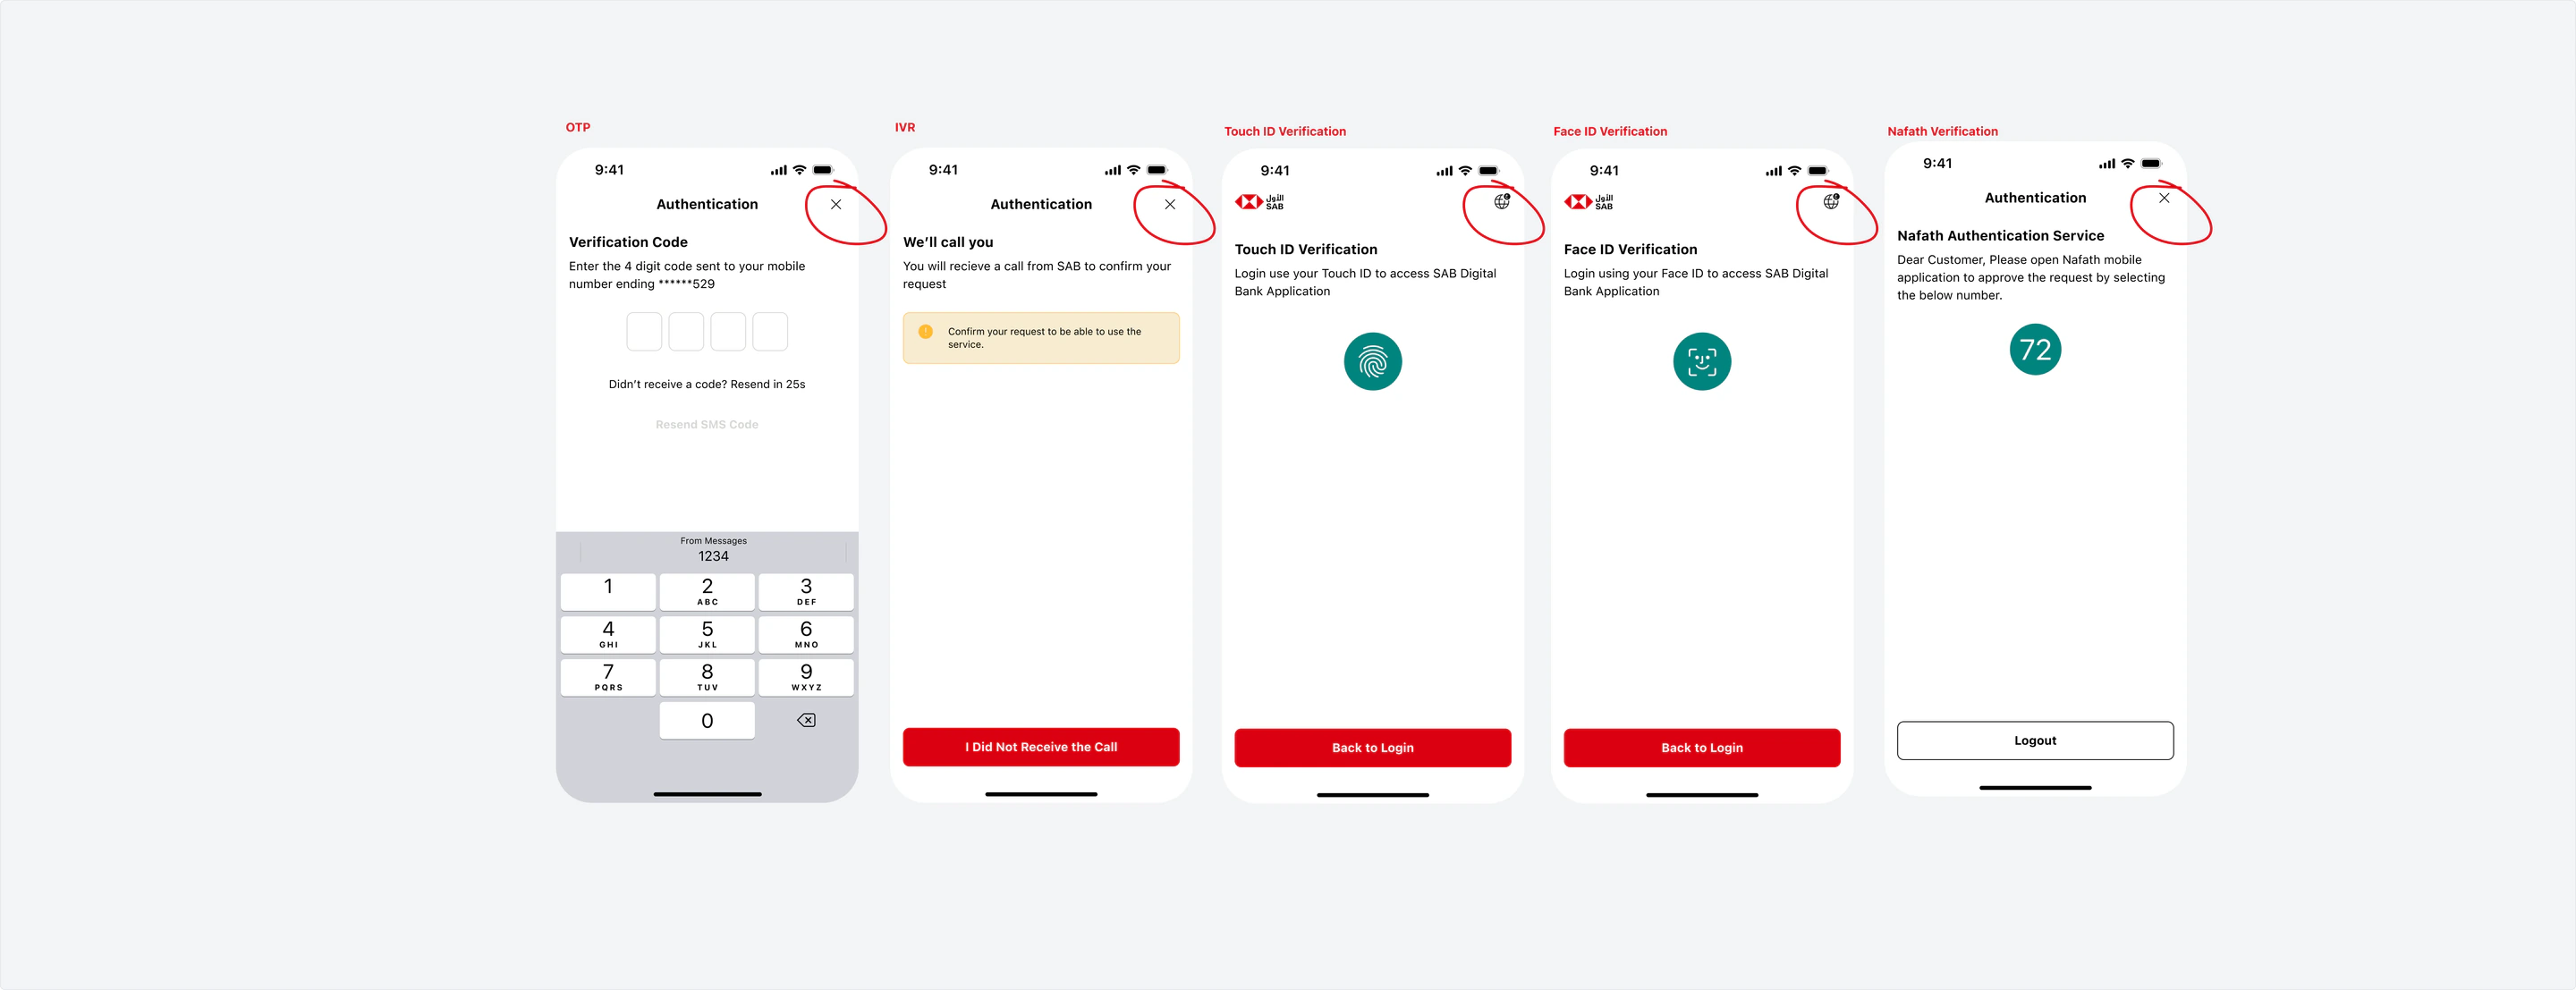 OTP
9:41
Authentication
Verification Code
Enter the 4 digit code sent to your mobile
number ending ******529
Didn't receive a code? Resend in 25s
Resend SMS Code
From Messages
1234
1
2
ABC
3
DEF
4
GHI
5
JKL
6
MNO
7
PQRS
8
TUV
9
WXYZ
0
IVR
9:41
Authentication
We'll call you
You will recieve a call from SAB to confirm your
request
Confirm your request to be able to use the
service.
I Did Not Receive the Call
Touch ID Verification
9:41
الأول
SAB
Touch ID Verification
Login use your Touch ID to access SAB Digital
Bank Application
Back to Login
Face ID Verification
9:41
الأول
SAB
Face ID Verification
Login using your Face ID to access SAB Digital
Bank Application
Back to Login
Nafath Verification
9:41
Authentication
Nafath Authentication Service
Dear Customer, Please open Nafath mobile
application to approve the request by selecting
the below number.
72
Logout